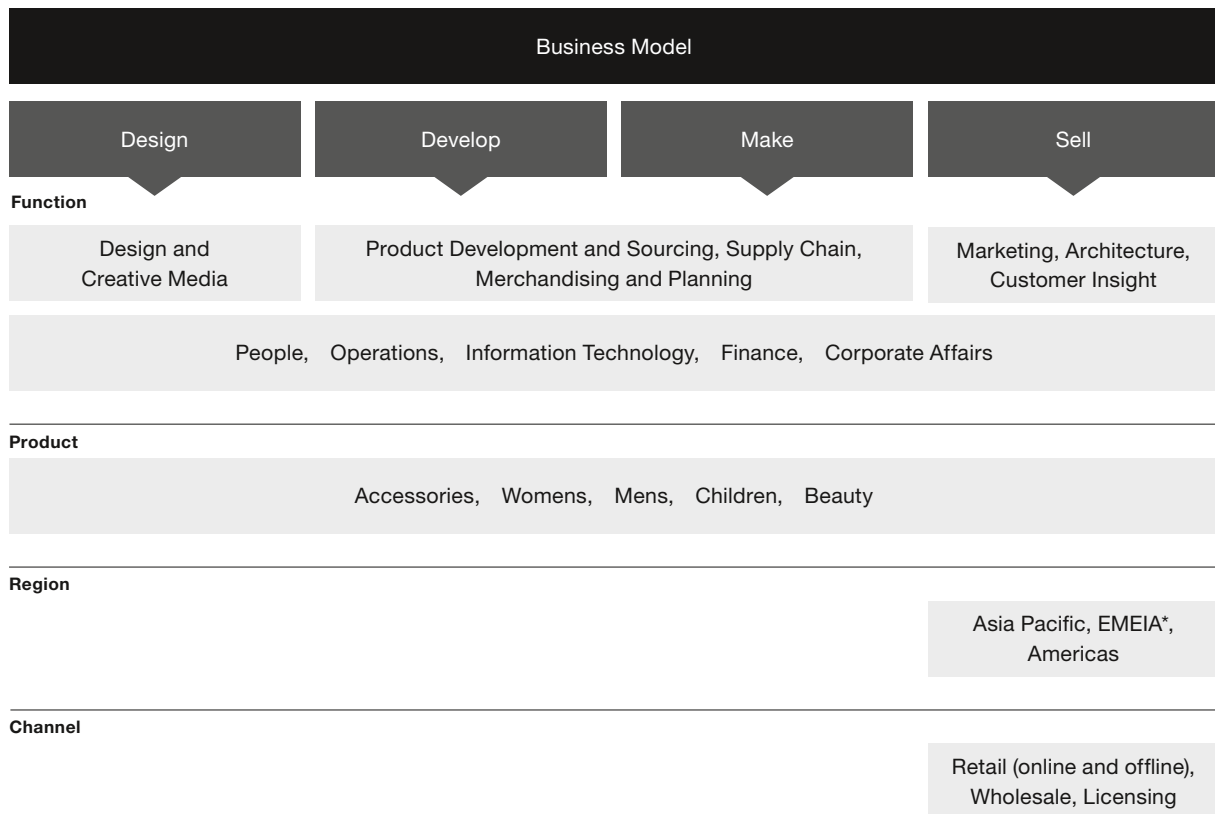 Business Model
Design
Develop
Make
Sell
Function
Design and
Creative Media
Product Development and Sourcing, Supply Chain,
Merchandising and Planning
Marketing, Architecture,
Customer Insight
People, Operations, Information Technology, Finance, Corporate Affairs
Product
Accessories, Womens, Mens, Children, Beauty
Region
Asia Pacific, EMEIA*,
Americas
Channel
Retail (online and offline),
Wholesale, Licensing